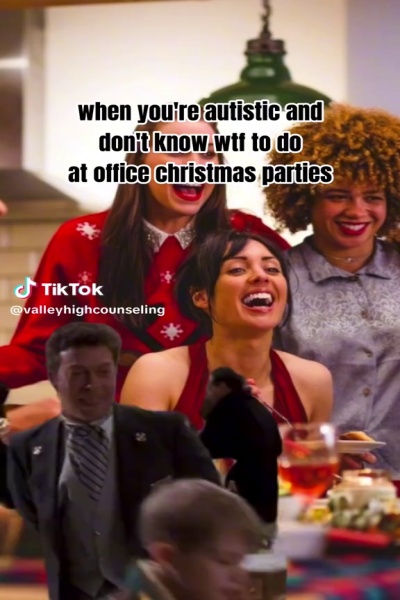 when you're autistic and
don't know wtf to do
at office christmas parties
TikTok
@valleyhighcounseling